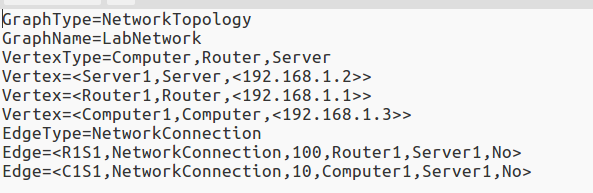 GraphType=NetworkTopology
GraphName=LabNetwork
VertexType=Computer,Router,Server
Vertex=<Server1,Server,<192.168.1.2>>
Vertex=<Router1,Router,<192.168.1.1>>
Vertex=<Computer1,Computer,<192.168.1.3>>
EdgeType=NetworkConnection
Edge=<R1S1,NetworkConnection,100,Router1,Server1,No>
Edge=<C1S1,NetworkConnection,10,Computer1,Server1,No>